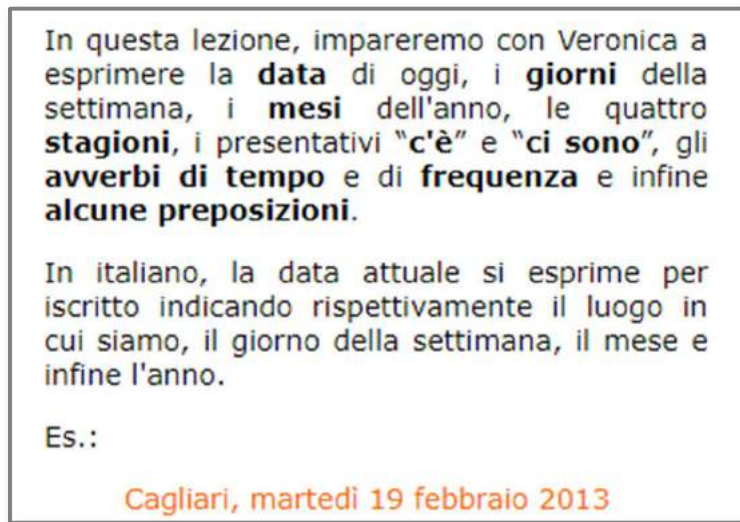 In questa lezione, impareremo con Veronica a
esprimere la data di oggi, i giorni della
settimana, i mesi dell'anno, le quattro
stagioni, i presentativi "c'è" e "ci sono", gli
avverbi di tempo e di frequenza e infine
alcune preposizioni.
In italiano, la data attuale si esprime per
iscritto indicando rispettivamente il luogo in
cui siamo, il giorno della settimana, il mese e
infine l'anno.
Es.:
Cagliari, martedì 19 febbraio 2013